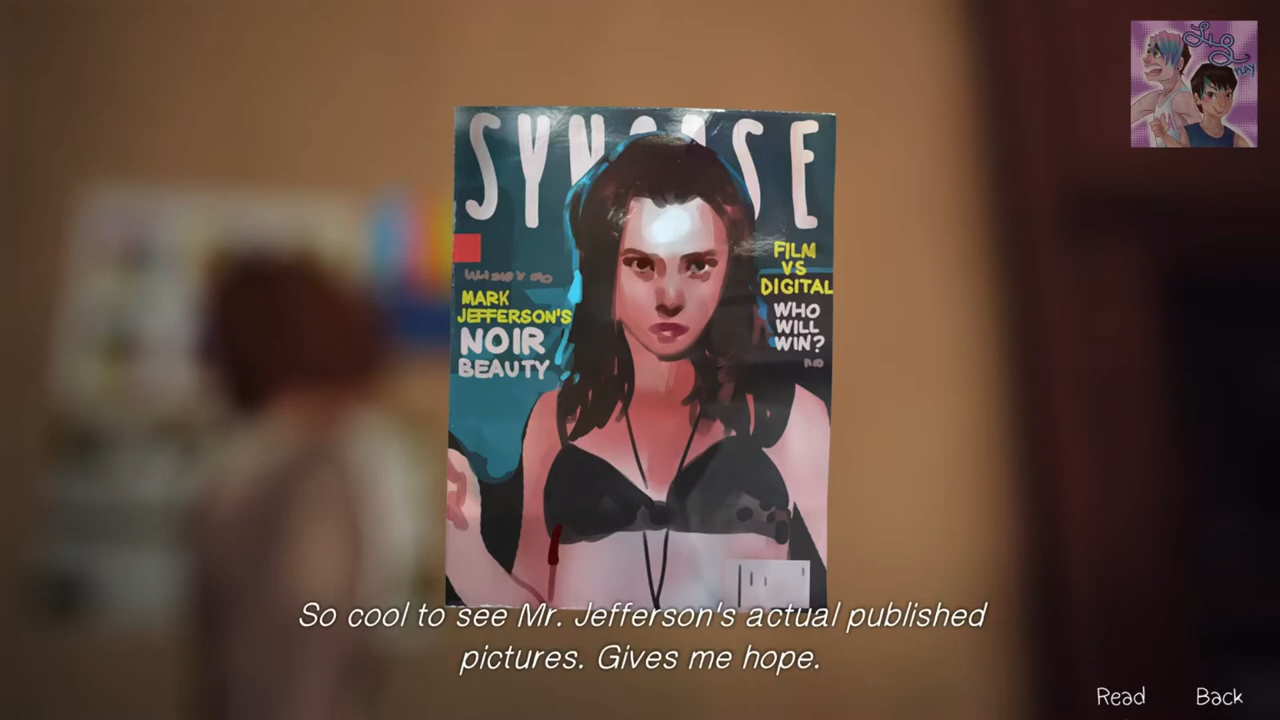 SYN
SE
MARK
JEFFERSON'S
NOIR
BEAUTY
FILM
VS
DIGITAL
WHO
WILL
WIN?
So cool to see Mr. Jefferson's actual published
pictures. Gives me hope.
Read
Back